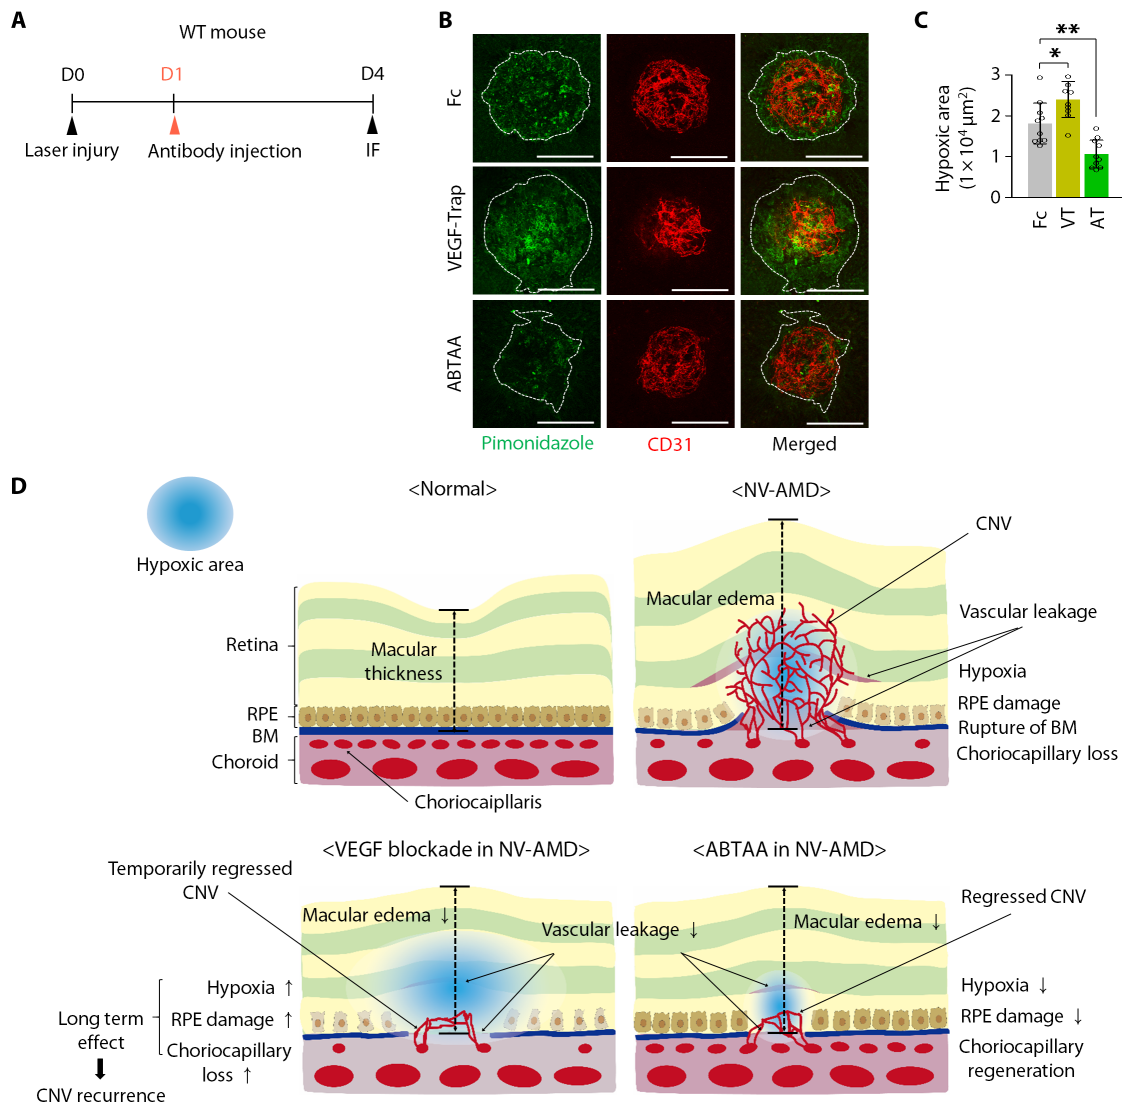 A
WT mouse
D0
D1
D4
Laser injury
Antibody injection
IF
B
Fc
VEGF-Trap
ABTAA
Pimonidazole
CD31
Merged
C
**
*
Hypoxic area
(1 × 10⁴ µm²)
3
2
1
0
Fc
VT
AT
D
Hypoxic area
<Normal>
Retina
RPE
BM
Choroid
Macular
thickness
Choriocaipllaris
<NV-AMD>
CNV
Macular edema
Vascular leakage
Hypoxia
RPE damage
Rupture of BM
Choriocapillary loss
<VEGF blockade in NV-AMD>
Temporarily regressed
CNV
Macular edema ↓
Vascular leakage ↓
Long term
effect
CNV recurrence
Hypoxia ↑
RPE damage ↑
Choriocapillary
loss ↑
<ABTAA in NV-AMD>
Regressed CNV
Macular edema ↓
Hypoxia ↓
RPE damage ↓
Choriocapillary
regeneration